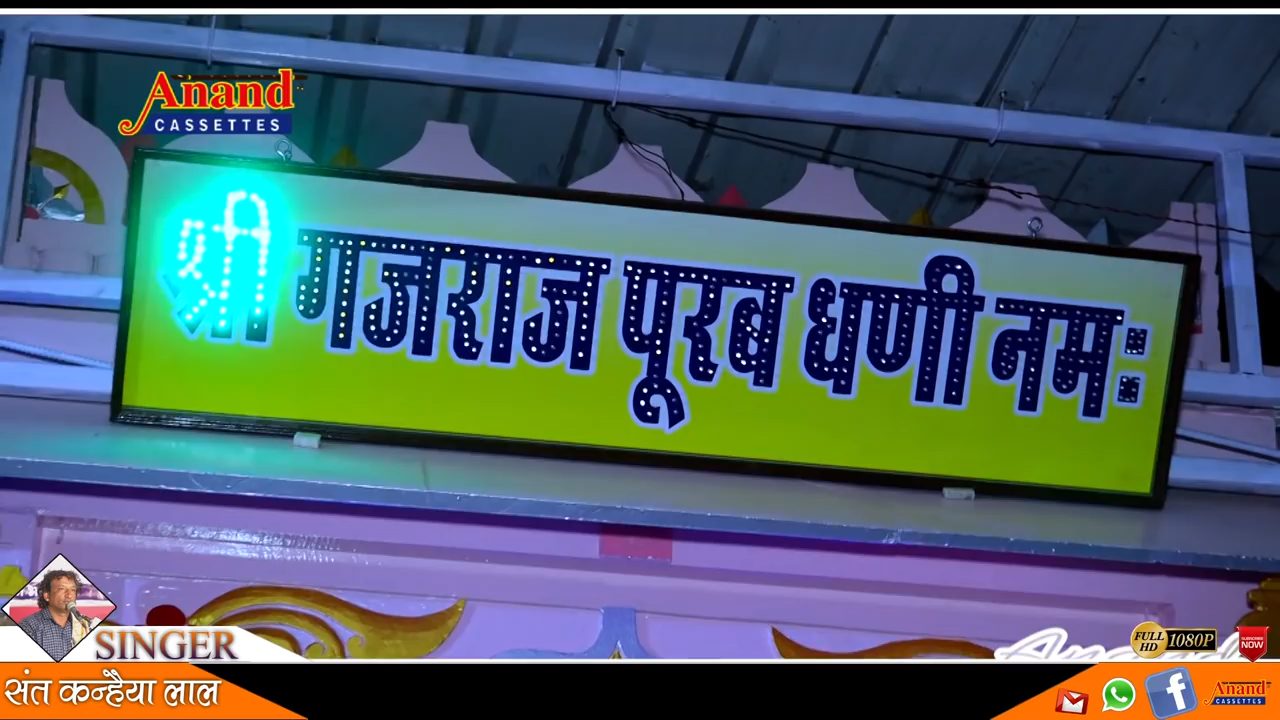 Anand
CASSETTES
श्री गजराज पूरब धणी नमः
SINGER
संत कन्हैया लाल
FULL HD 1080P
SUBSCRIBE NOW
Anand
CASSETTES